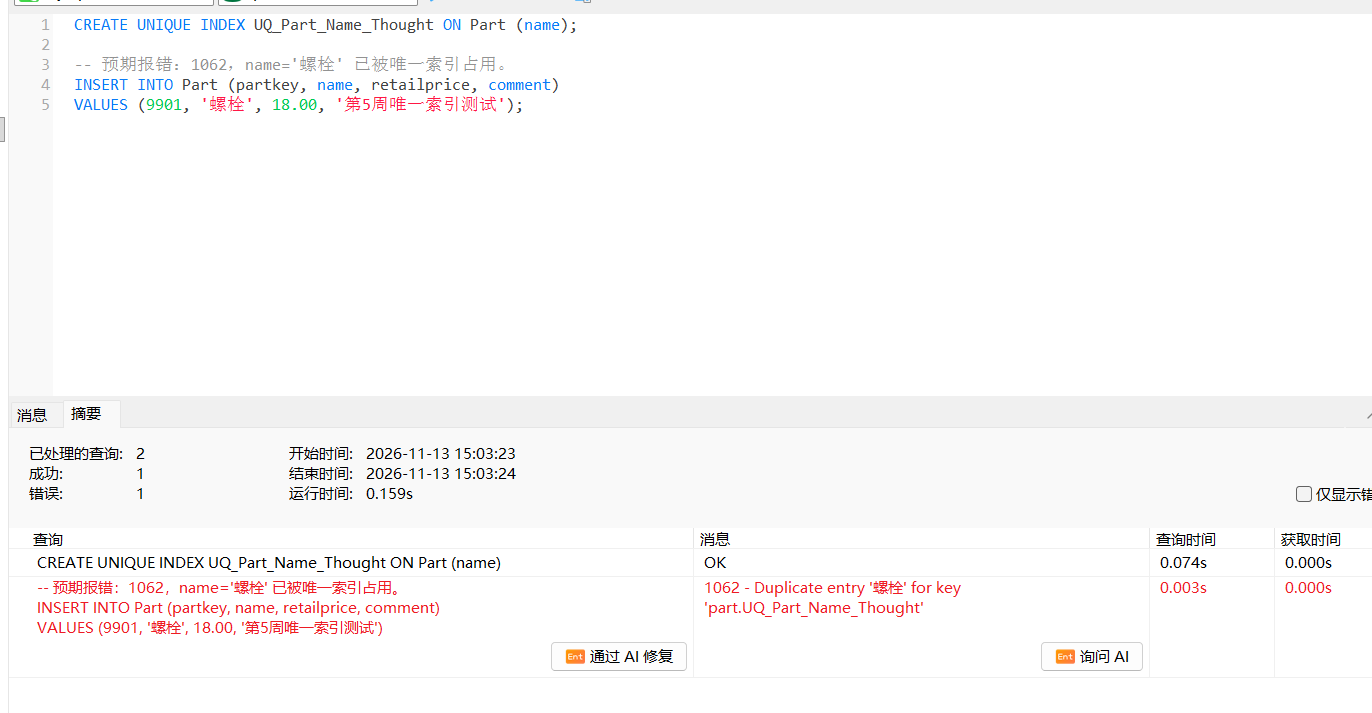 1 CREATE UNIQUE INDEX UQ_Part_Name_Thought ON Part (name);
2
3 -- 预期报错：1062，name='螺栓' 已被唯一索引占用。
4 INSERT INTO Part (partkey, name, retailprice, comment)
5 VALUES (9901, '螺栓', 18.00, '第5周唯一索引测试');
消息 摘要
已处理的查询: 2 开始时间: 2026-11-13 15:03:23
成功: 1 结束时间: 2026-11-13 15:03:24
错误: 1 运行时间: 0.159s
仅显示错
查询 消息 查询时间 获取时间
CREATE UNIQUE INDEX UQ_Part_Name_Thought ON Part (name) OK 0.074s 0.000s
-- 预期报错：1062，name='螺栓' 已被唯一索引占用。 1062 - Duplicate entry '螺栓' for key 0.003s 0.000s
INSERT INTO Part (partkey, name, retailprice, comment) 'part.UQ_Part_Name_Thought'
VALUES (9901, '螺栓', 18.00, '第5周唯一索引测试')
Ent 通过 AI 修复 Ent 询问 AI